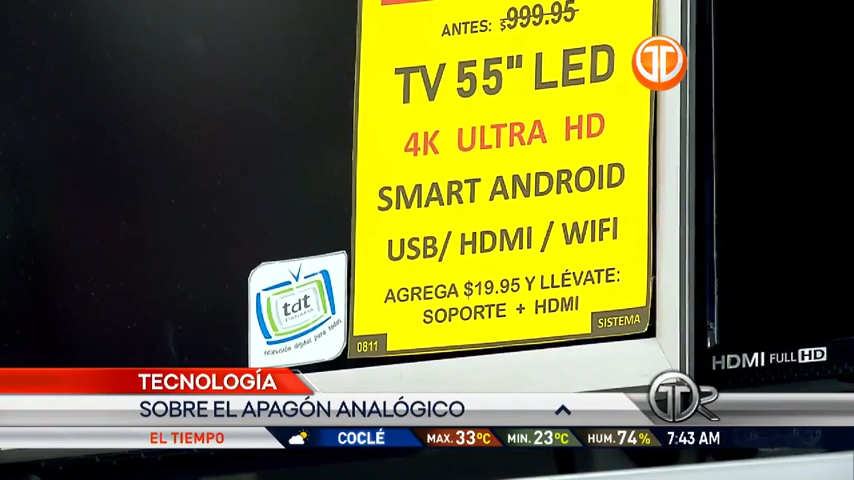 ANTES: $999.95
TV 55" LED
4K ULTRA HD
SMART ANDROID
USB/ HDMI / WIFI
AGREGA $19.95 Y LLÉVATE:
SOPORTE + HDMI
SISTEMA
0811
tdt
televisión digital para todos
HDMI FULL HD
TECNOLOGÍA
SOBRE EL APAGÓN ANALÓGICO
EL TIEMPO
COCLÉ
MAX. 33ºC
MIN. 23ºC
HUM. 74%
7:43 AM